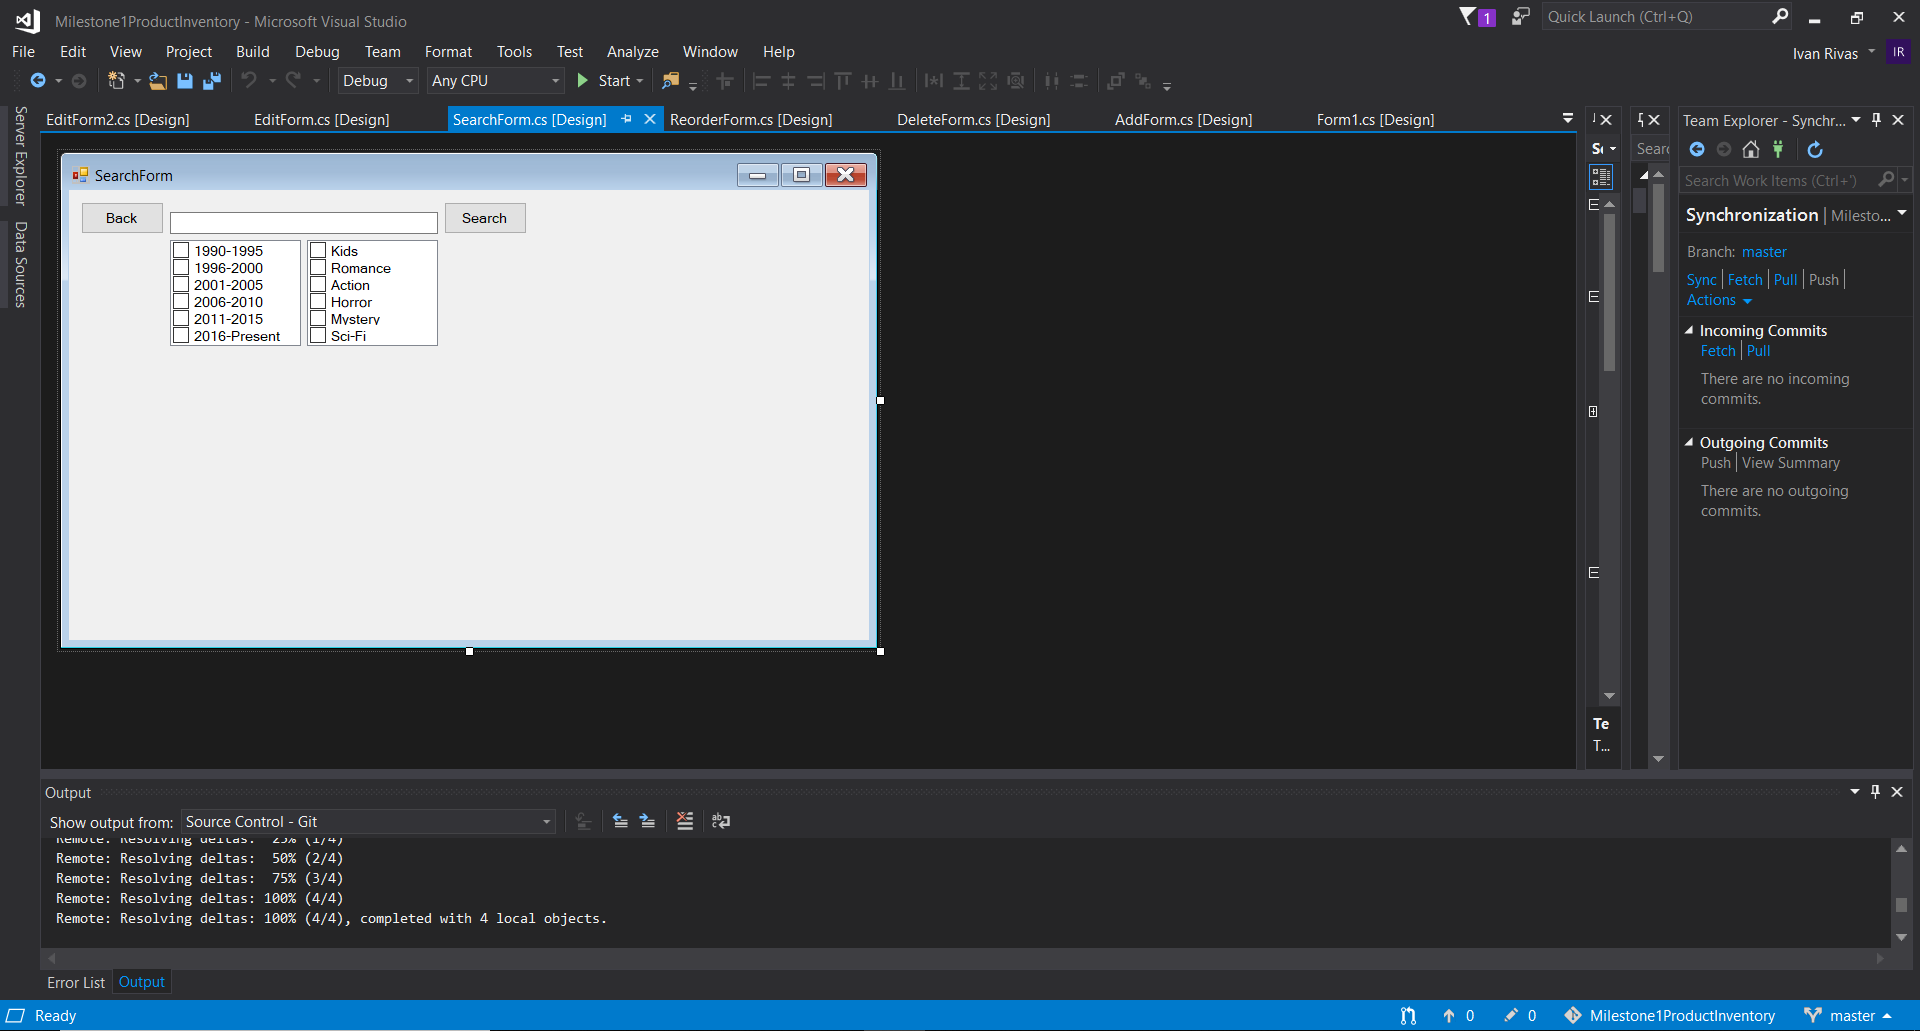 Milestone1ProductInventory - Microsoft Visual Studio
1
Quick Launch (Ctrl+Q)
File Edit View Project Build Debug Team Format Tools Test Analyze Window Help
Ivan Rivas IR
Debug Any CPU Start
Server Explorer
Data Sources
EditForm2.cs [Design] EditForm.cs [Design] SearchForm.cs [Design] ReorderForm.cs [Design] DeleteForm.cs [Design] AddForm.cs [Design] Form1.cs [Design]
SearchForm
Back
Search
1990-1995
1996-2000
2001-2005
2006-2010
2011-2015
2016-Present
Kids
Romance
Action
Horror
Mystery
Sci-Fi
Te
T...
Team Explorer - Synchr...
Search Work Items (Ctrl+')
Synchronization | Milesto...
Branch: master
Sync | Fetch | Pull | Push
Actions
Incoming Commits
Fetch | Pull
There are no incoming
commits.
Outgoing Commits
Push | View Summary
There are no outgoing
commits.
Output
Show output from: Source Control - Git
Remote: Resolving deltas: 25% (1/4)
Remote: Resolving deltas: 50% (2/4)
Remote: Resolving deltas: 75% (3/4)
Remote: Resolving deltas: 100% (4/4)
Remote: Resolving deltas: 100% (4/4), completed with 4 local objects.
Error List Output
Ready
0 0 Milestone1ProductInventory master